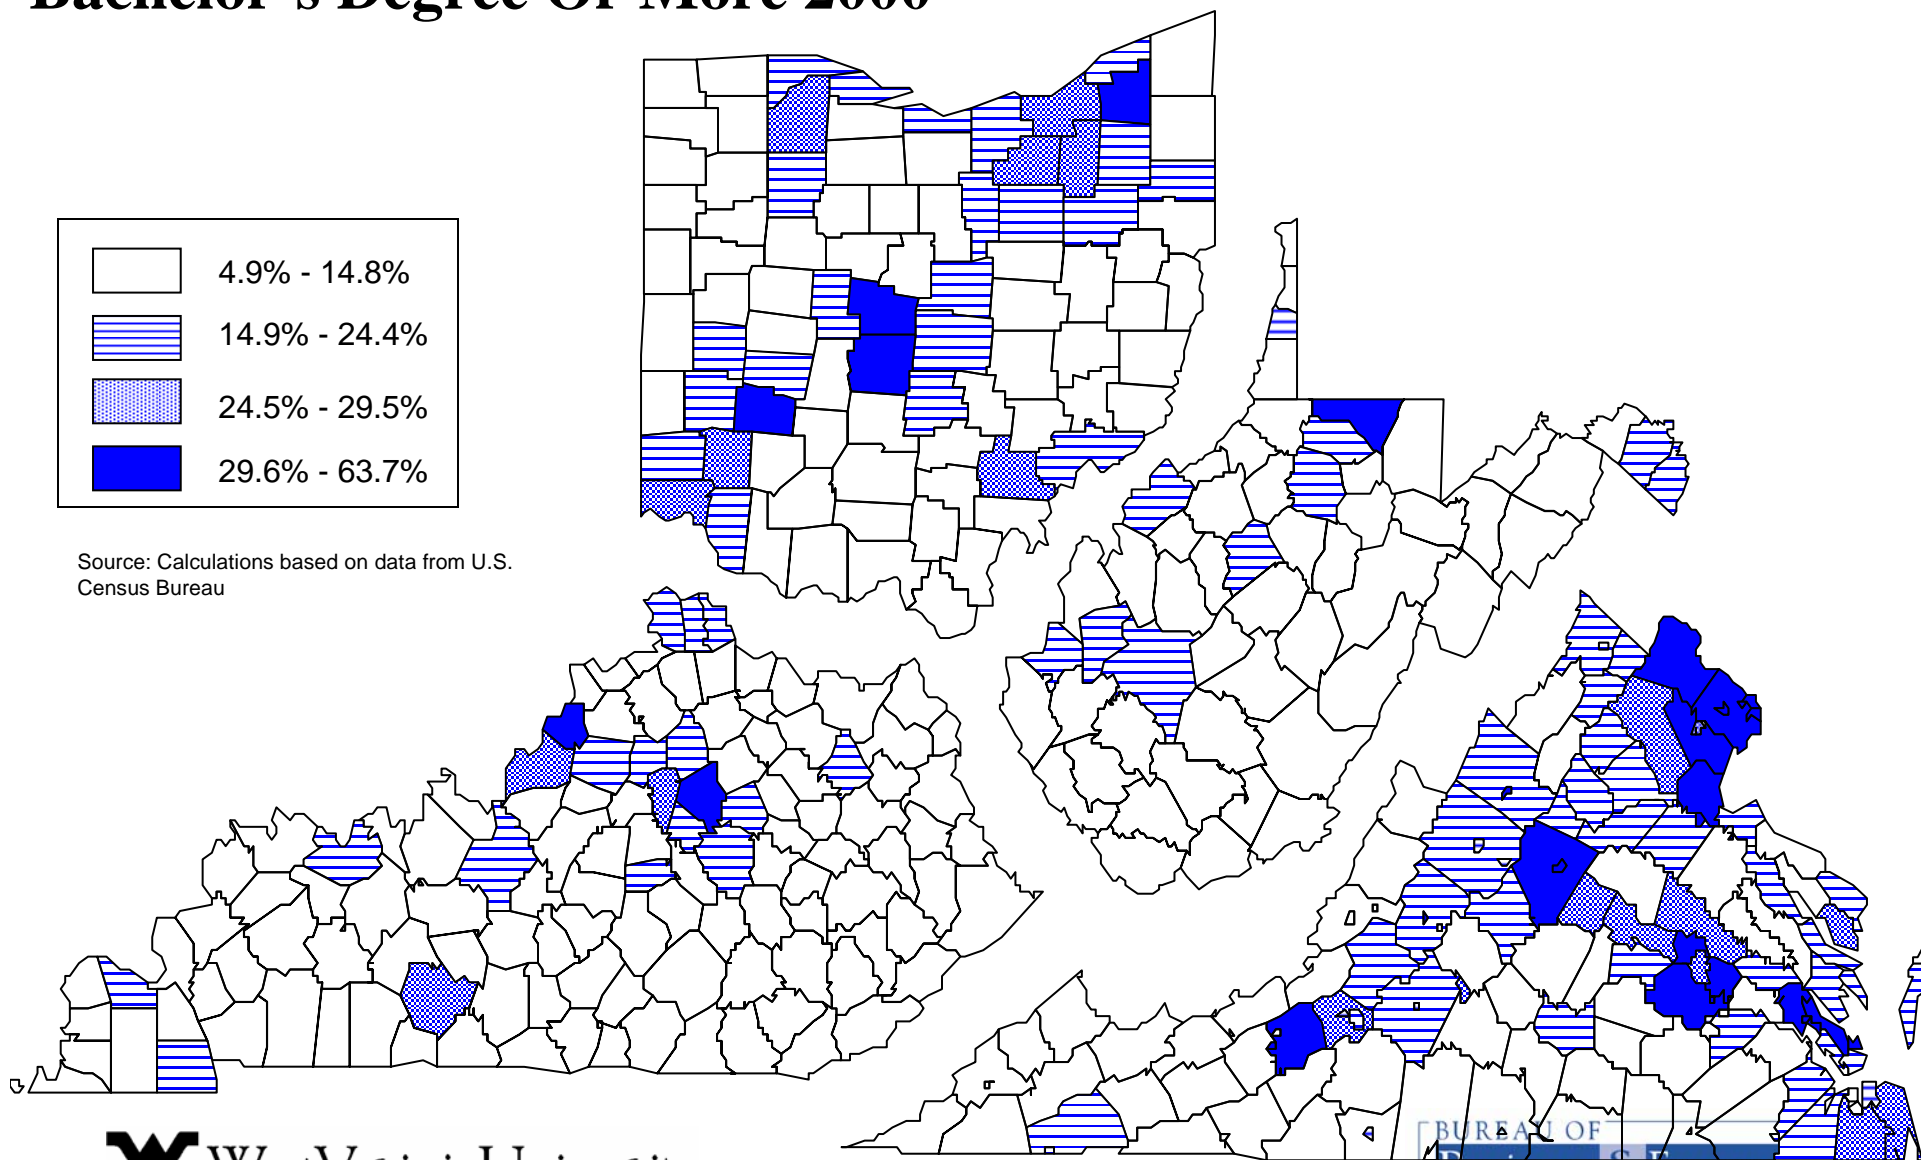 Bachelor's Degree Or More 2000
4.9% - 14.8%
14.9% - 24.4%
24.5% - 29.5%
29.6% - 63.7%
Source: Calculations based on data from U.S.
Census Bureau
BUREAU OF